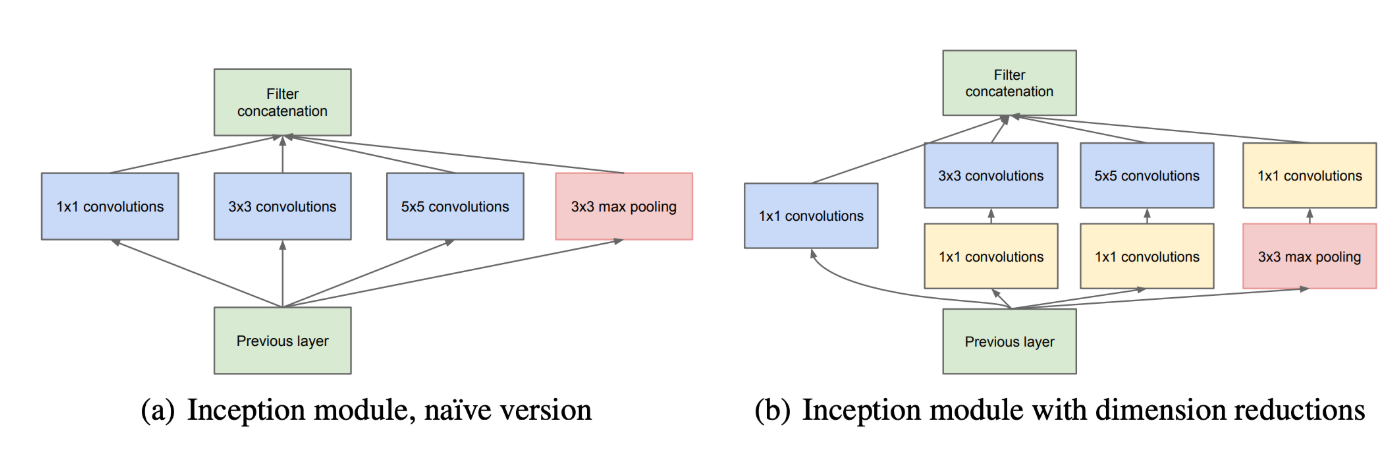 Filter
concatenation
1x1 convolutions
3x3 convolutions
5x5 convolutions
3x3 max pooling
Previous layer
(a) Inception module, naïve version
Filter
concatenation
3x3 convolutions
5x5 convolutions
1x1 convolutions
1x1 convolutions
1x1 convolutions
1x1 convolutions
3x3 max pooling
Previous layer
(b) Inception module with dimension reductions